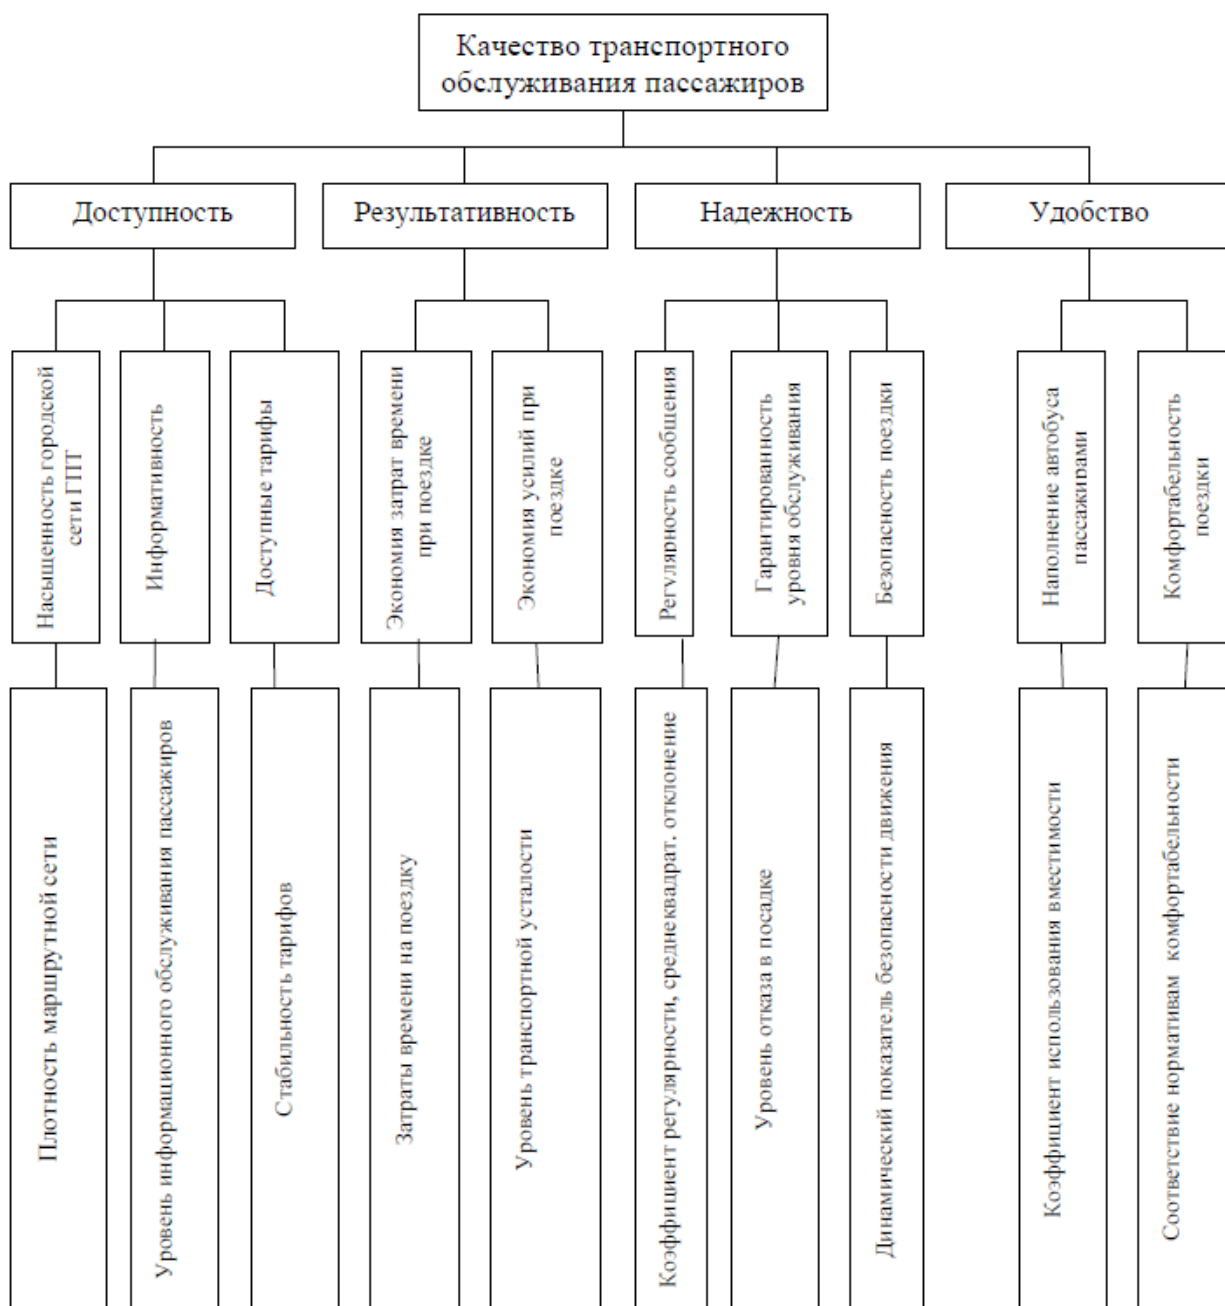 Качество транспортного
обслуживания пассажиров
Доступность
Результативность
Надежность
Удобство
Насыщенность городской
сети ГПТ
Информативность
Доступные тарифы
Экономия затрат времени
при поездке
Экономия усилий при
поездке
Регулярность сообщения
Гарантированность
уровня обслуживания
Безопасность поездки
Наполнение автобуса
пассажирами
Комфортабельность
поездки
Плотность маршрутной сети
Уровень информационного обслуживания пассажиров
Стабильность тарифов
Затраты времени на поездку
Уровень транспортной усталости
Коэффициент регулярности, среднеквадрат. отклонение
Уровень отказа в посадке
Динамический показатель безопасности движения
Коэффициент использования вместимости
Соответствие нормативам комфортабельности